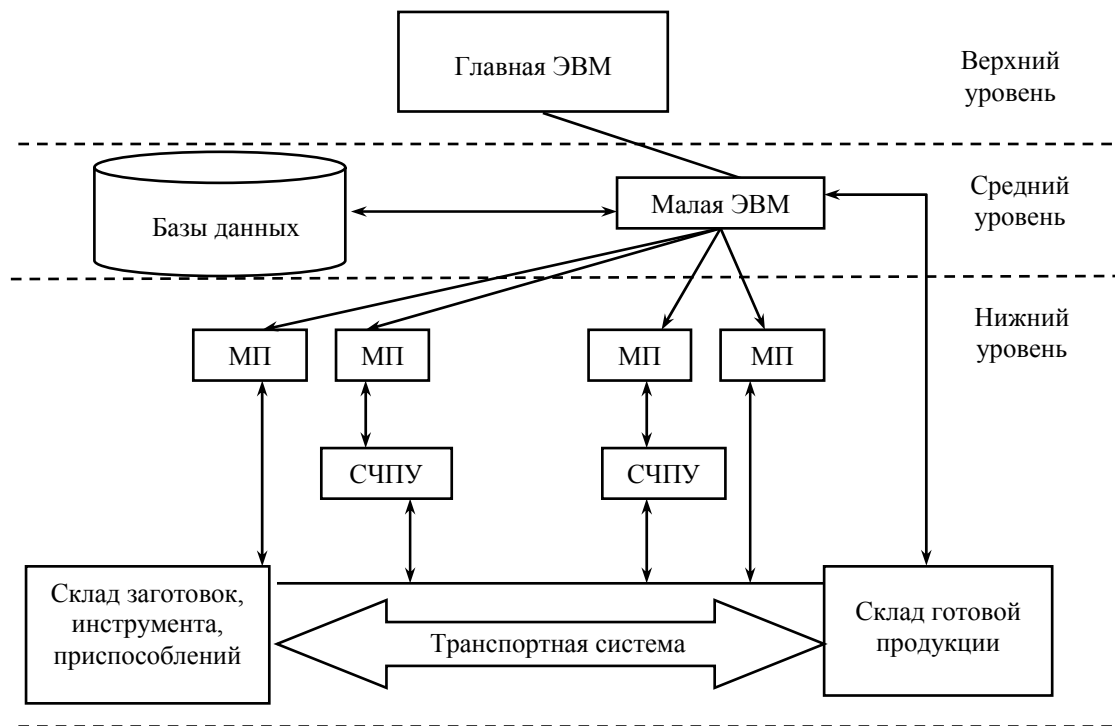 Главная ЭВМ
Верхний
уровень
Базы данных
Малая ЭВМ
Средний
уровень
Нижний
уровень
МП
МП
МП
МП
СЧПУ
СЧПУ
Склад заготовок,
инструмента,
приспособлений
Транспортная система
Склад готовой
продукции